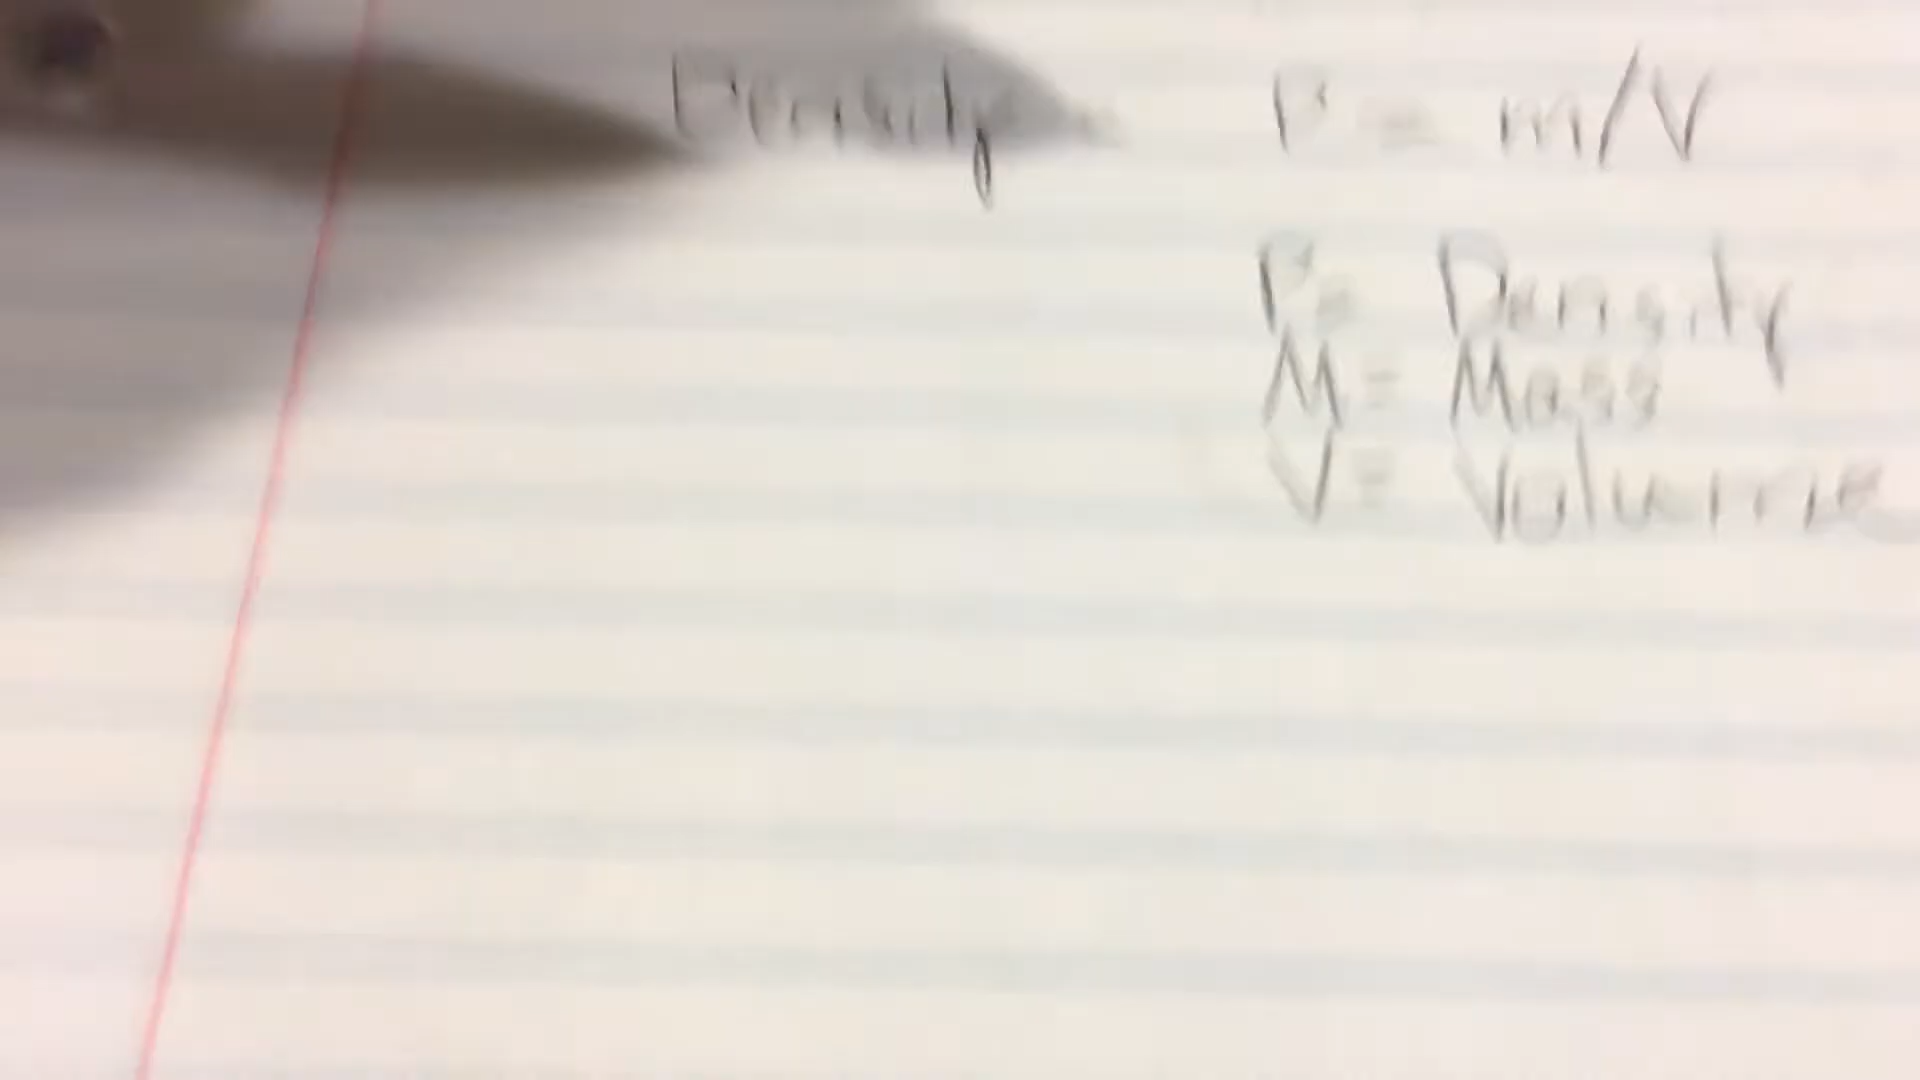 Density P = m/V
P= Density
M= Mass
V= Volume